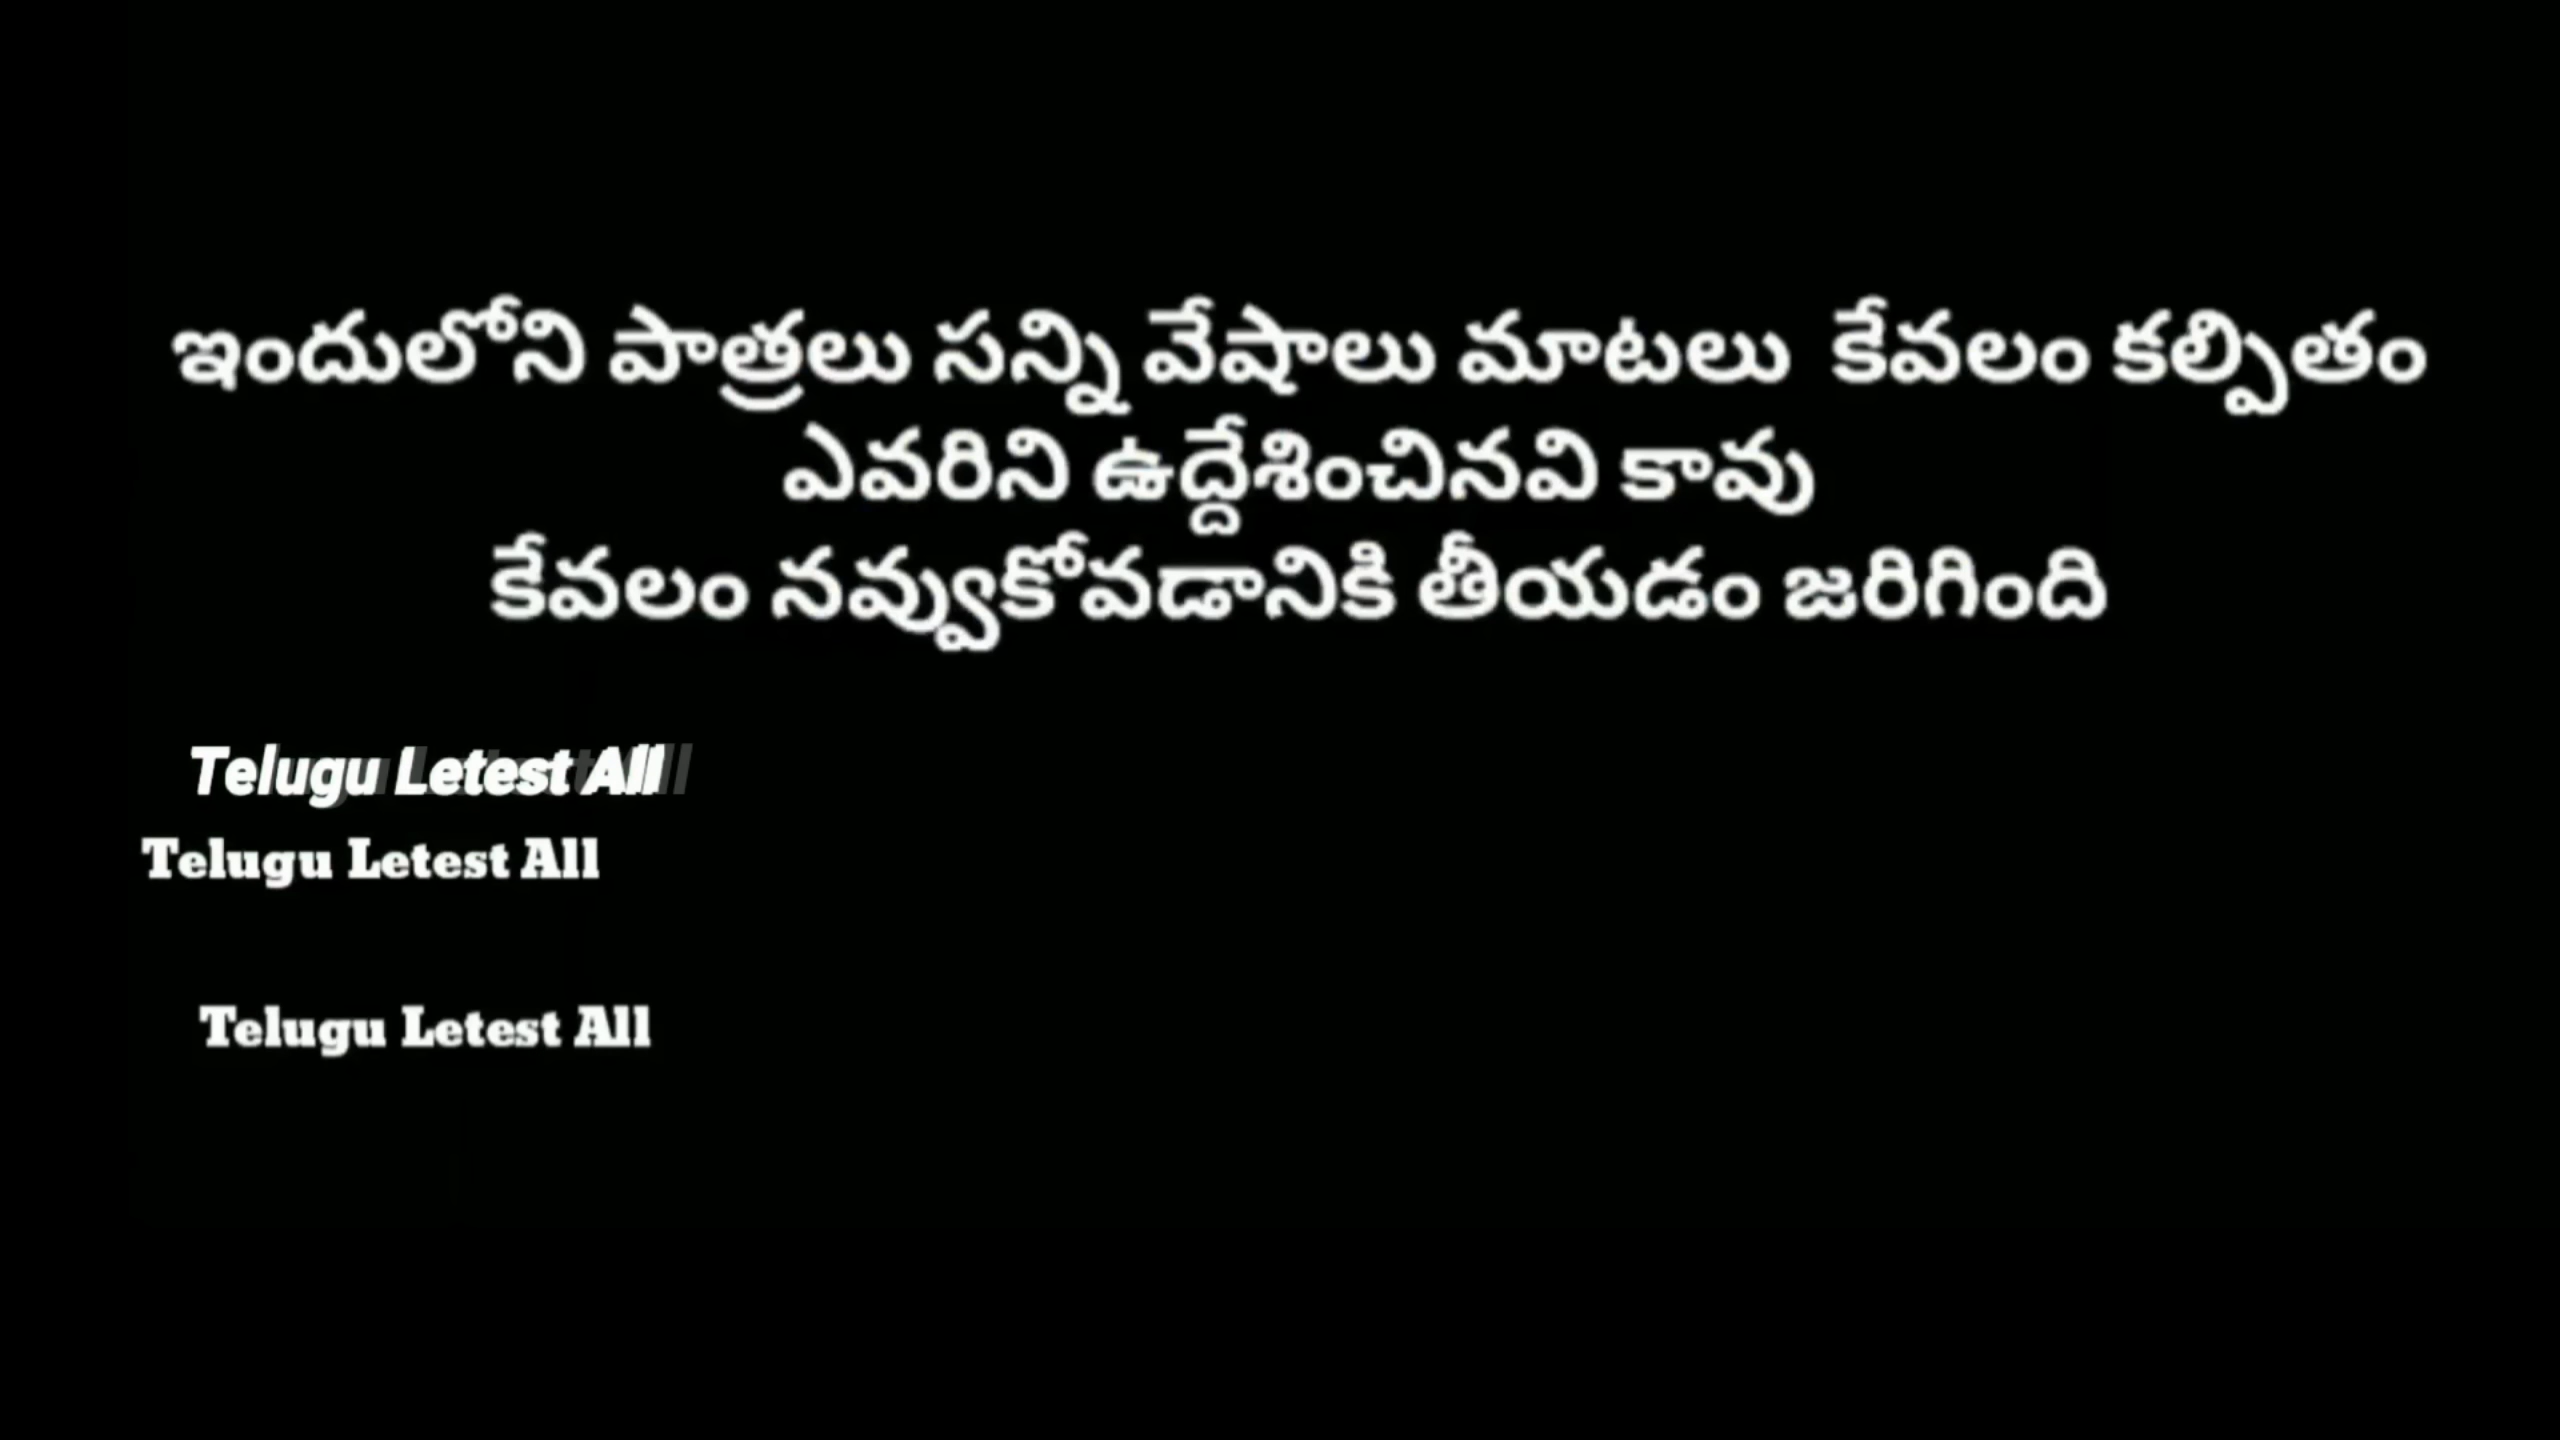 ఇందులోని పాత్రలు సన్ని వేషాలు మాటలు కేవలం కల్పితం
ఎవరిని ఉద్దేశించినవి కావు
కేవలం నవ్వుకోవడానికి తీయడం జరిగింది
Telugu Letest All
Telugu Letest All
Telugu Letest All